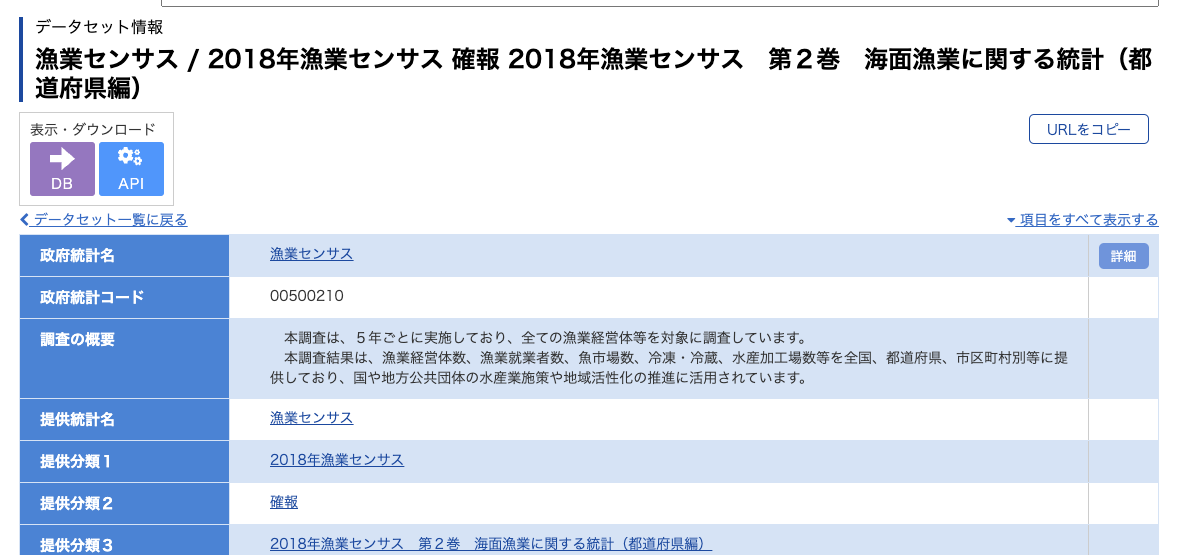 データセット情報
漁業センサス / 2018年漁業センサス 確報 2018年漁業センサス　第２巻　海面漁業に関する統計（都
道府県編）
表示・ダウンロード
URLをコピー
DB
API
データセット一覧に戻る
項目をすべて表示する
政府統計名
漁業センサス
詳細
政府統計コード
00500210
調査の概要
本調査は、５年ごとに実施しており、全ての漁業経営体等を対象に調査しています。
本調査結果は、漁業経営体数、漁業就業者数、魚市場数、冷凍・冷蔵、水産加工場数等を全国、都道府県、市区町村別等に提
供しており、国や地方公共団体の水産業施策や地域活性化の推進に活用されています。
提供統計名
漁業センサス
提供分類１
2018年漁業センサス
提供分類２
確報
提供分類３
2018年漁業センサス　第２巻　海面漁業に関する統計（都道府県編）